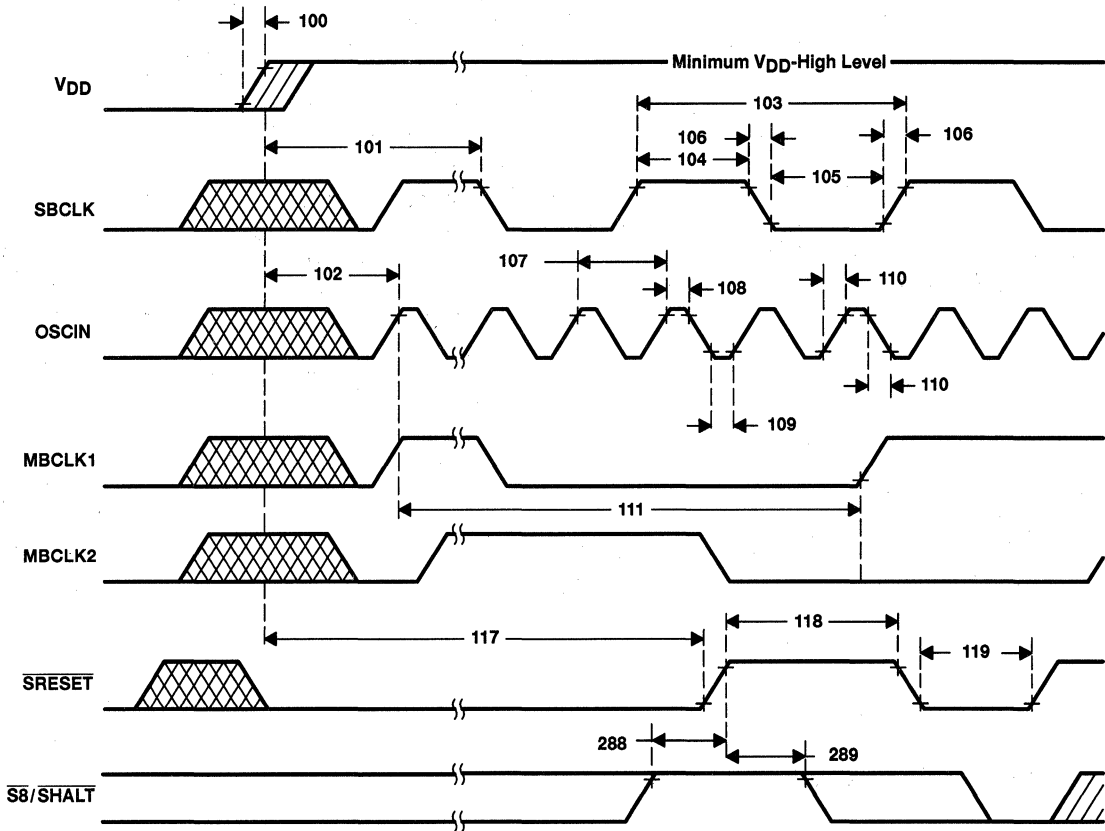 100
VDD
Minimum VDD-High Level
103
106
106
101
104
105
SBCLK
107
102
108
110
OSCIN
110
109
MBCLK1
111
MBCLK2
118
117
119
SRESET
288
289
S8/SHALT